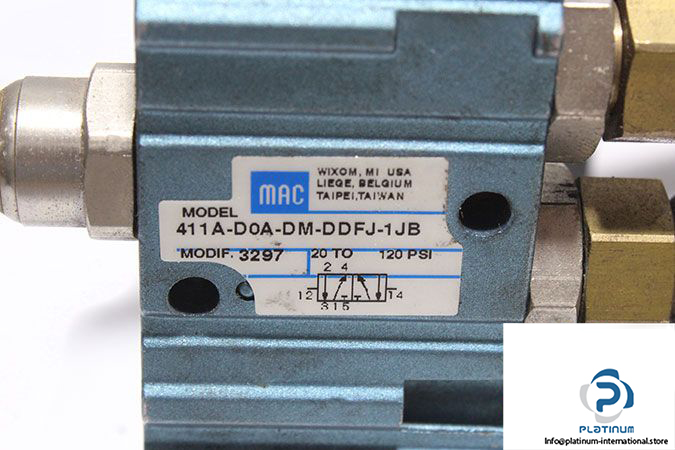 MAC
WIXOM, MI USA
LIEGE, BELGIUM
TAIPEI,TAIWAN
MODEL
411A-D0A-DM-DDFJ-1JB
MODIF. 3297 20 TO 120 PSI
2 4
12 14
3 1 5
PLATINUM
info@platinum-international.store